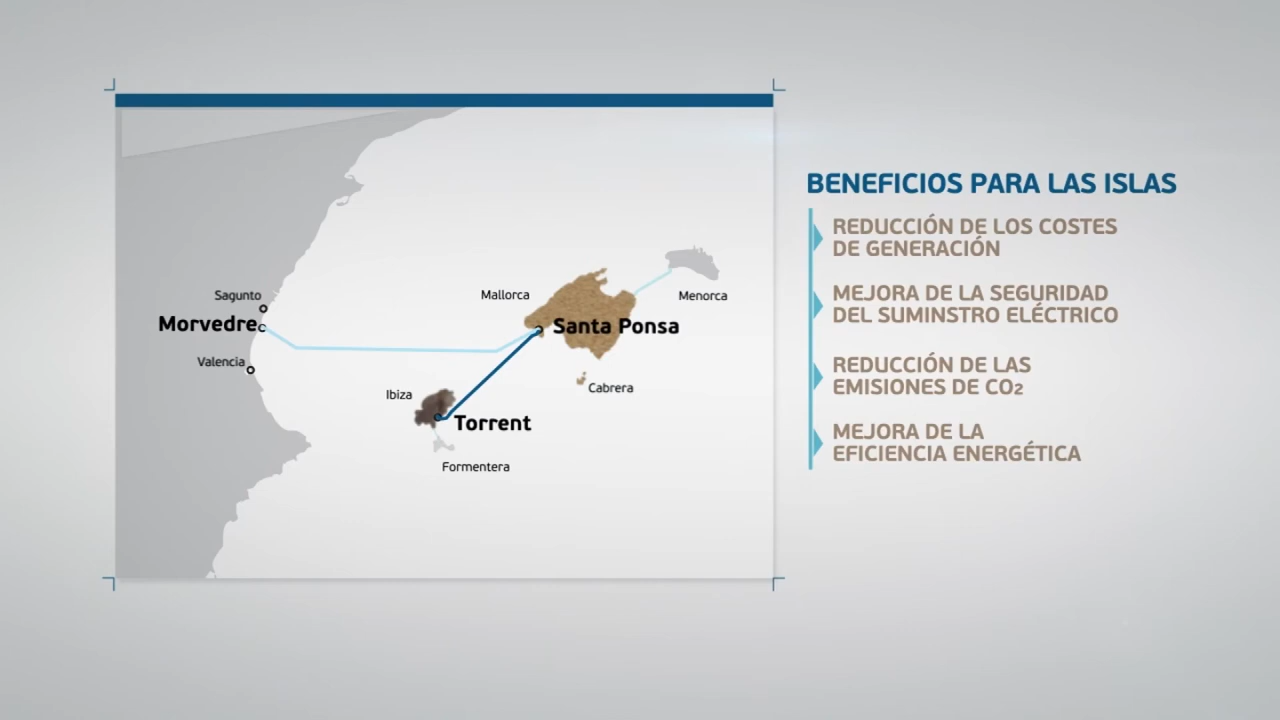 Sagunto
Morvedre
Valencia
Mallorca
Santa Ponsa
Menorca
Ibiza
Cabrera
Torrent
Formentera
BENEFICIOS PARA LAS ISLAS
REDUCCIÓN DE LOS COSTES
DE GENERACIÓN
MEJORA DE LA SEGURIDAD
DEL SUMINSTRO ELÉCTRICO
REDUCCIÓN DE LAS
EMISIONES DE CO₂
MEJORA DE LA
EFICIENCIA ENERGÉTICA